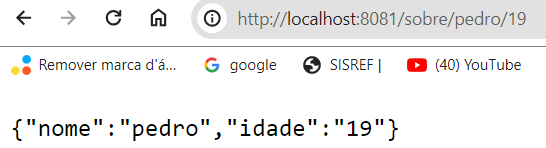 http://localhost:8081/sobre/pedro/19
Remover marca d'á... google SISREF | (40) YouTube
{"nome":"pedro","idade":"19"}